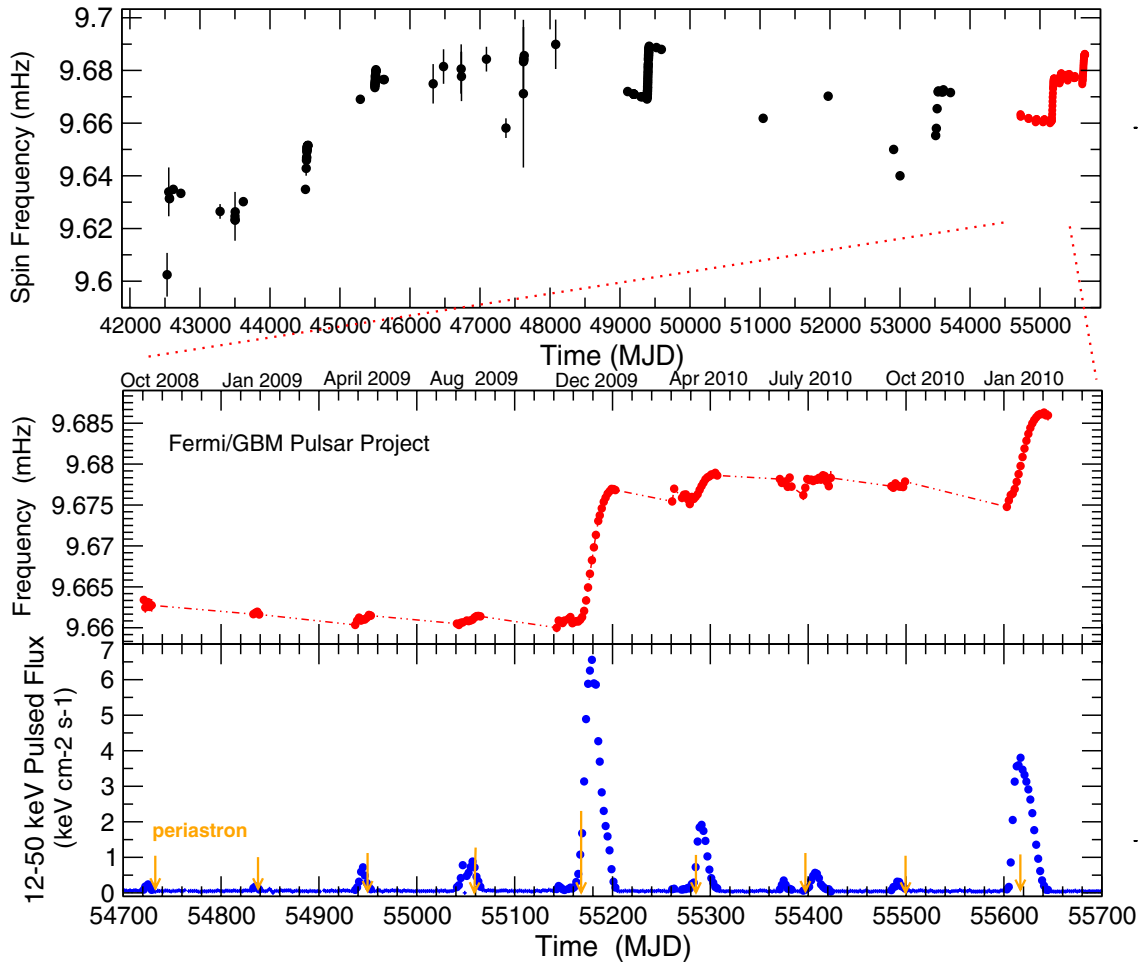 Spin Frequency (mHz)
9.7
9.68
9.66
9.64
9.62
9.6
42000 43000 44000 45000 46000 47000 48000 49000 50000 51000 52000 53000 54000 55000
Time (MJD)
Oct 2008 Jan 2009 April 2009 Aug 2009 Dec 2009 Apr 2010 July 2010 Oct 2010 Jan 2010
Frequency (mHz)
9.685
9.68
9.675
9.67
9.665
9.66
Fermi/GBM Pulsar Project
12-50 keV Pulsed Flux
(keV cm-2 s-1)
7
6
5
4
3
2
1
0
periastron
54700 54800 54900 55000 55100 55200 55300 55400 55500 55600 55700
Time (MJD)